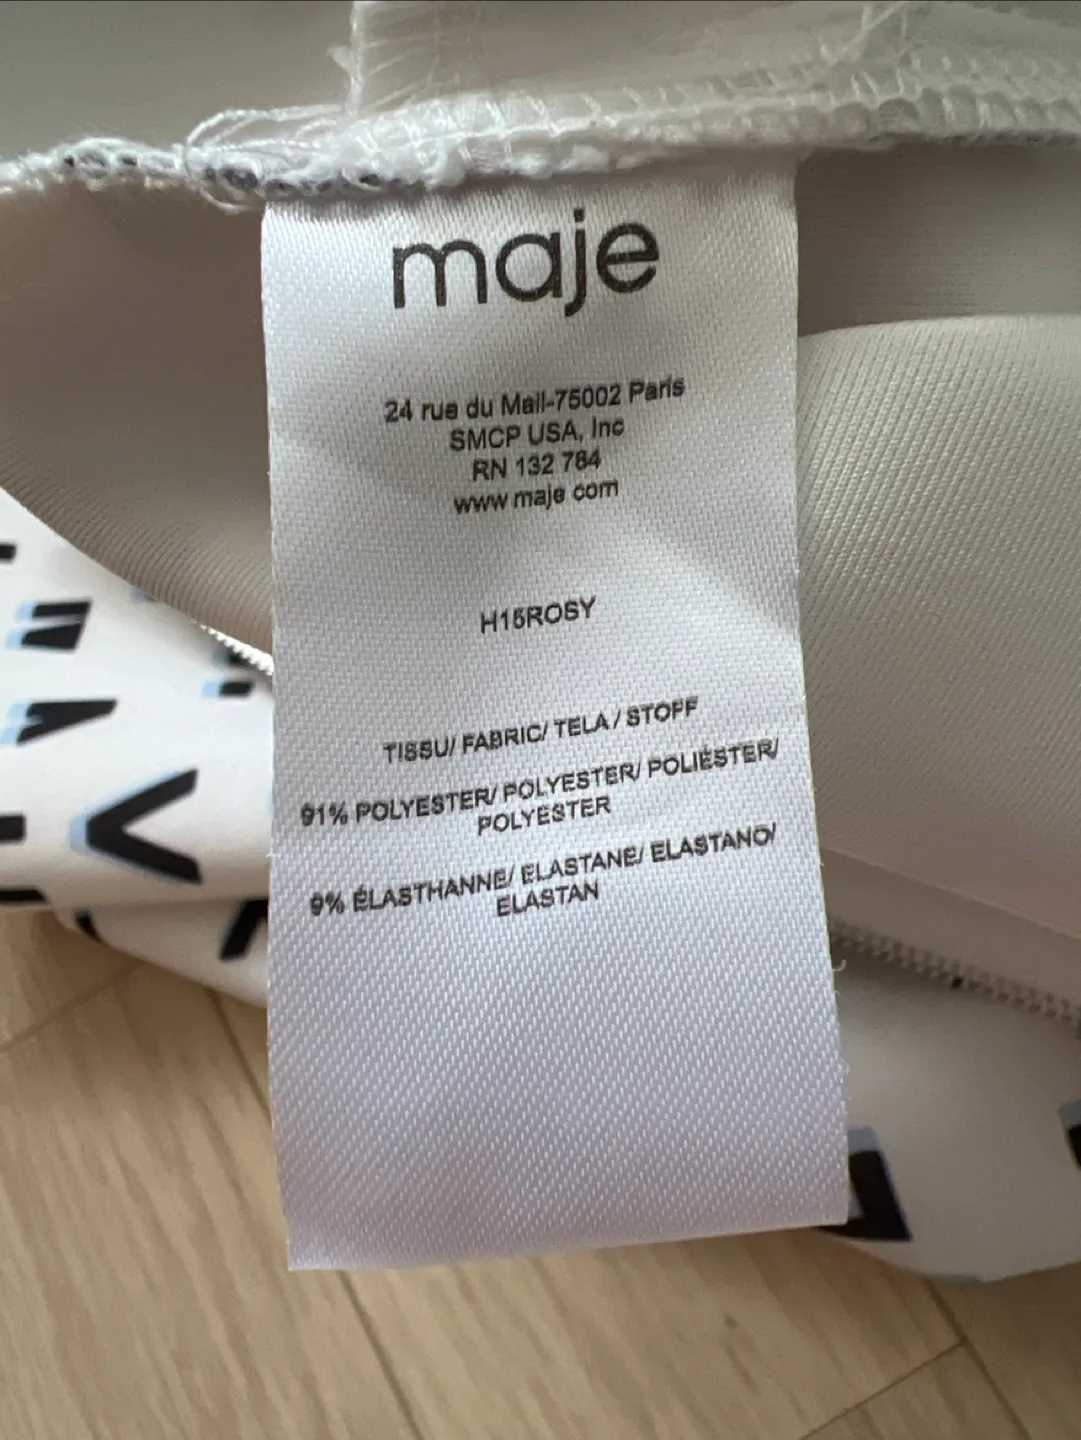 maje
24 rue du Mail-75002 Paris
SMCP USA, Inc
RN 132 784
www maje com
H15ROSY
TISSU/ FABRIC/ TELA / STOFF
91% POLYESTER/ POLYESTER/ POLIÉSTER/
POLYESTER
9% ÉLASTHANNE/ ELASTANE/ ELASTANO/
ELASTAN